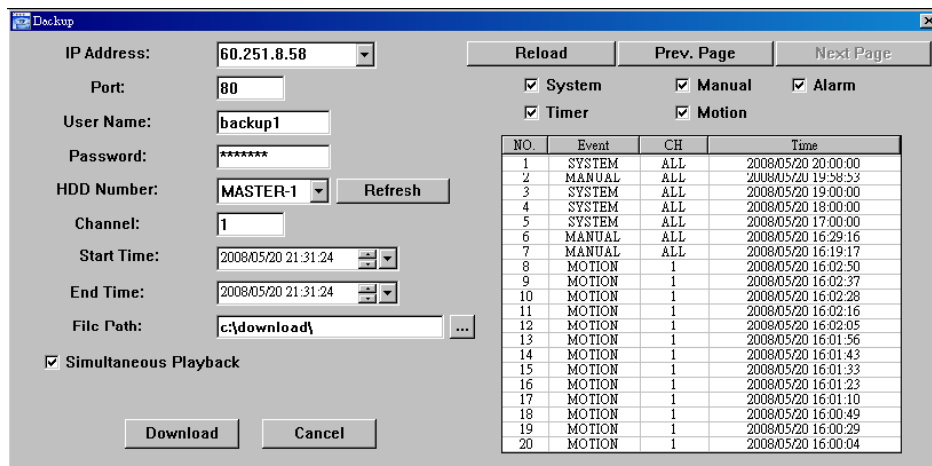 Backup
IP Address: 60.251.8.58
Port: 80
User Name: backup1
Password: *******
HDD Number: MASTER-1 Refresh
Channel: 1
Start Time: 2008/05/20 21:31:24
End Time: 2008/05/20 21:31:24
File Path: c:\download\ ...
Simultaneous Playback
Download Cancel
Reload Prev. Page Next Page
System Manual Alarm
Timer Motion
NO. Event CH Time
1 SYSTEM ALL 2008/05/20 20:00:00
2 MANUAL ALL 2008/05/20 19:58:53
3 SYSTEM ALL 2008/05/20 19:00:00
4 SYSTEM ALL 2008/05/20 18:00:00
5 SYSTEM ALL 2008/05/20 17:00:00
6 MANUAL ALL 2008/05/20 16:29:16
7 MANUAL ALL 2008/05/20 16:19:17
8 MOTION 1 2008/05/20 16:02:50
9 MOTION 1 2008/05/20 16:02:37
10 MOTION 1 2008/05/20 16:02:28
11 MOTION 1 2008/05/20 16:02:16
12 MOTION 1 2008/05/20 16:02:05
13 MOTION 1 2008/05/20 16:01:56
14 MOTION 1 2008/05/20 16:01:43
15 MOTION 1 2008/05/20 16:01:33
16 MOTION 1 2008/05/20 16:01:23
17 MOTION 1 2008/05/20 16:01:10
18 MOTION 1 2008/05/20 16:00:49
19 MOTION 1 2008/05/20 16:00:29
20 MOTION 1 2008/05/20 16:00:04